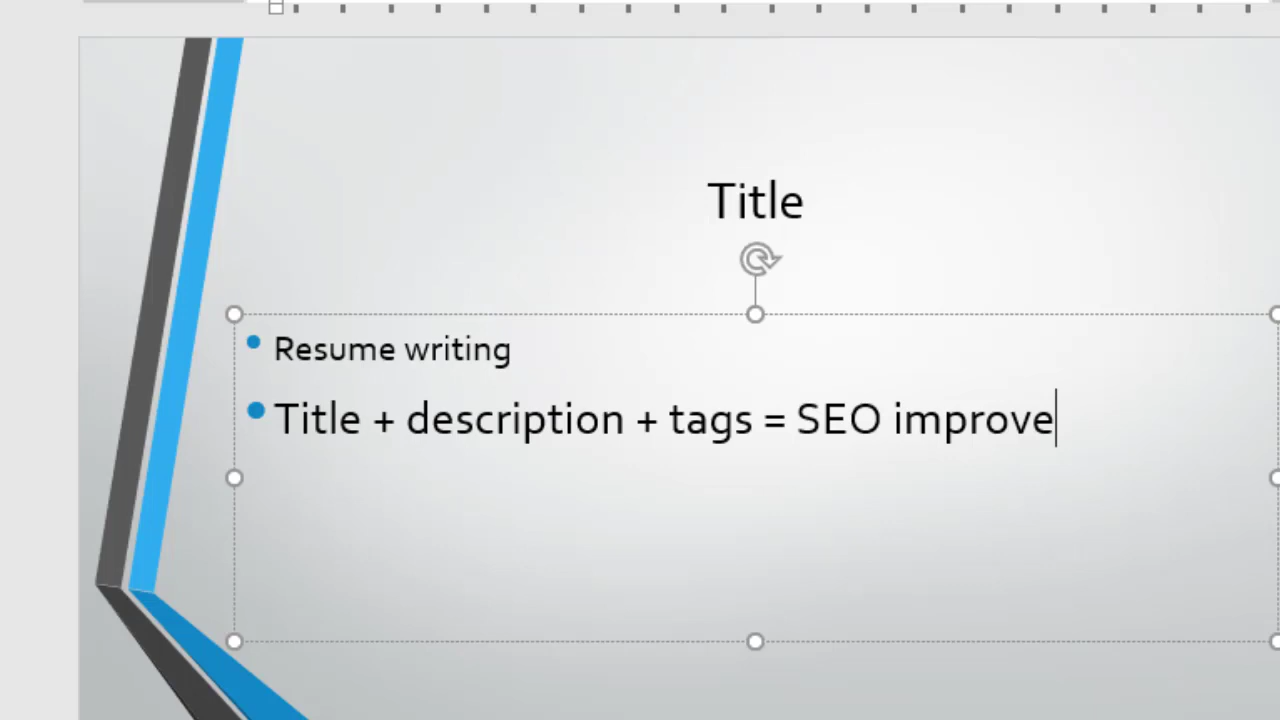 Title
Resume writing
Title + description + tags = SEO improve